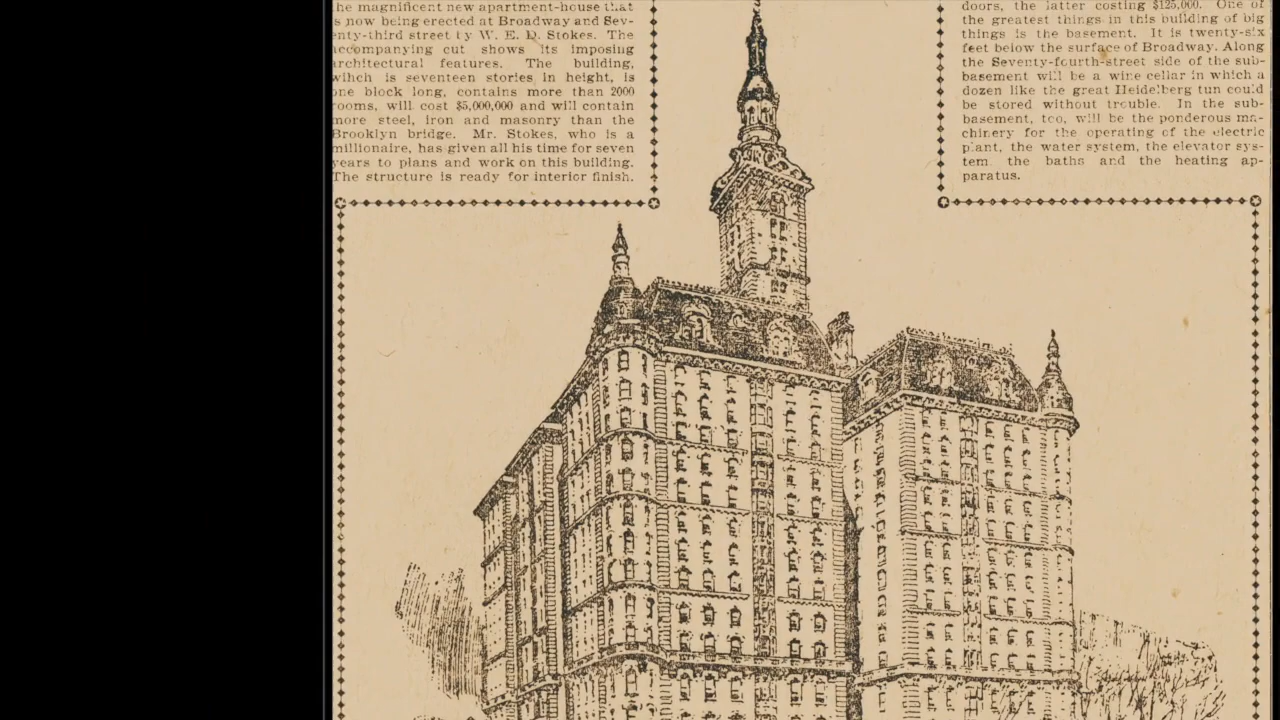 he magnificent new apartment-house that
s now being erected at Broadway and Sev-
enty-third street by W. E. D. Stokes. The
accompanying cut shows its imposing
architectural features. The building,
wihch is seventeen stories in height, is
one block long, contains more than 2000
rooms, will cost $5,000,000 and will contain
more steel, iron and masonry than the
Brooklyn bridge. Mr. Stokes, who is a
millionaire, has given all his time for seven
years to plans and work on this building.
The structure is ready for interior finish.
doors, the latter costing $125,000. One of
the greatest things in this building of big
things is the basement. It is twenty-six
feet below the surface of Broadway. Along
the Seventy-fourth-street side of the sub-
basement will be a wine cellar in which a
dozen like the great Heidelberg tun could
be stored without trouble. In the sub-
basement, too, will be the ponderous ma-
chinery for the operating of the electric
plant, the water system, the elevator sys-
tem the baths and the heating ap-
paratus.